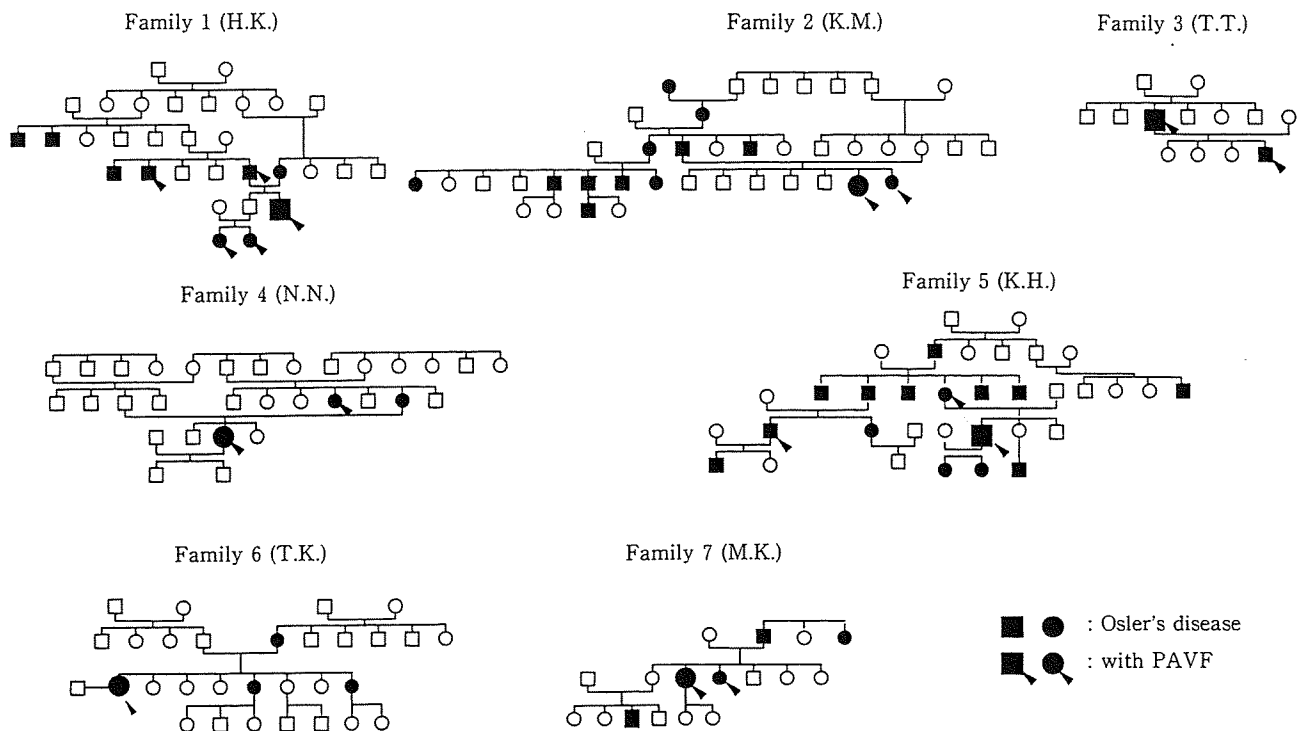 Family 1 (H.K.)
Family 2 (K.M.)
Family 3 (T.T.)
Family 4 (N.N.)
Family 5 (K.H.)
Family 6 (T.K.)
Family 7 (M.K.)
: Osler's disease
: with PAVF